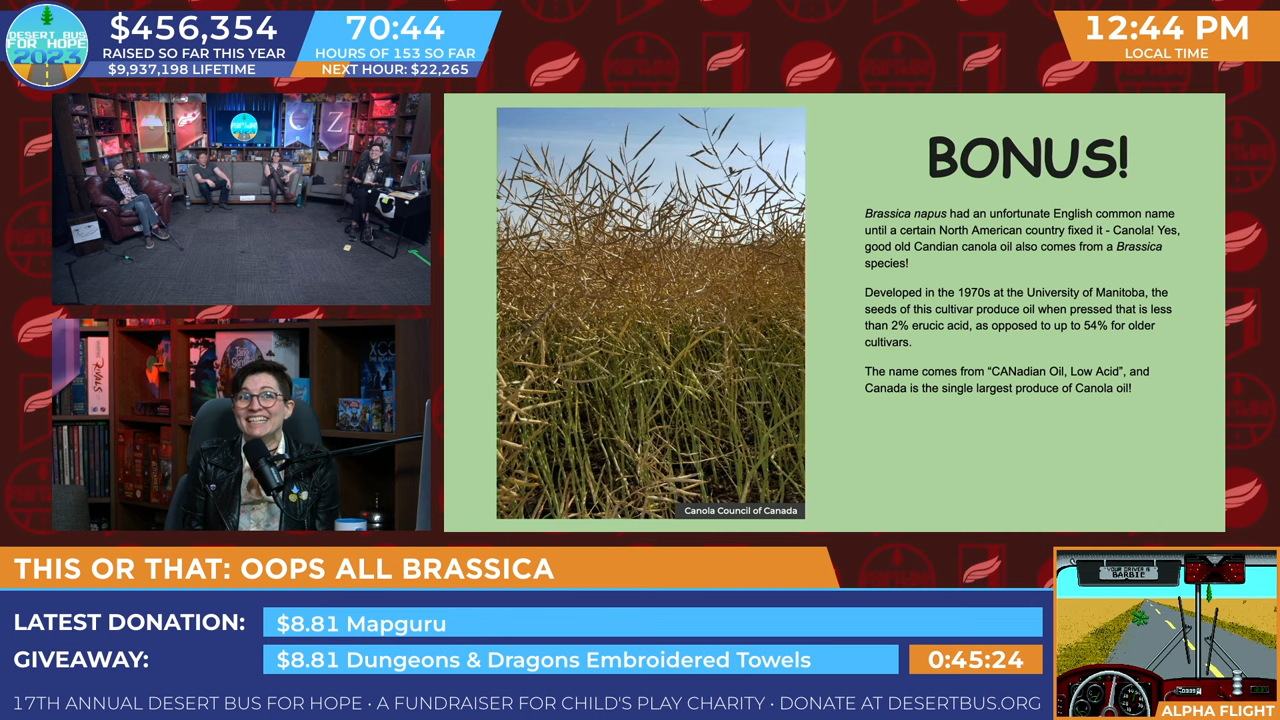 DESERT BUS
FOR HOPE
2023
$456,354
RAISED SO FAR THIS YEAR
$9,937,198 LIFETIME
70:44
HOURS OF 153 SO FAR
NEXT HOUR: $22,265
12:44 PM
LOCAL TIME
Z
RIVALS
BONUS!
Brassica napus had an unfortunate English common name
until a certain North American country fixed it - Canola! Yes,
good old Candian canola oil also comes from a Brassica
species!
Developed in the 1970s at the University of Manitoba, the
seeds of this cultivar produce oil when pressed that is less
than 2% erucic acid, as opposed to up to 54% for older
cultivars.
The name comes from “CANadian Oil, Low Acid”, and
Canada is the single largest produce of Canola oil!
Canola Council of Canada
THIS OR THAT: OOPS ALL BRASSICA
LATEST DONATION:
$8.81 Mapguru
GIVEAWAY:
$8.81 Dungeons & Dragons Embroidered Towels
0:45:24
17TH ANNUAL DESERT BUS FOR HOPE • A FUNDRAISER FOR CHILD'S PLAY CHARITY • DONATE AT DESERTBUS.ORG
YOUR DRIVER IS
BARBIE
ALPHA FLIGHT